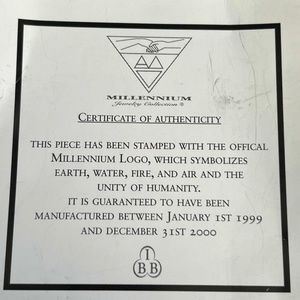 MILLENNIUM
Jewelry Collection ®
CERTIFICATE OF AUTHENTICITY
THIS PIECE HAS BEEN STAMPED WITH THE OFFICAL
MILLENNIUM LOGO, WHICH SYMBOLIZES
EARTH, WATER, FIRE, AND AIR AND THE
UNITY OF HUMANITY.
IT IS GUARANTEED TO HAVE BEEN
MANUFACTURED BETWEEN JANUARY 1ST 1999
AND DECEMBER 31ST 2000
I
B B